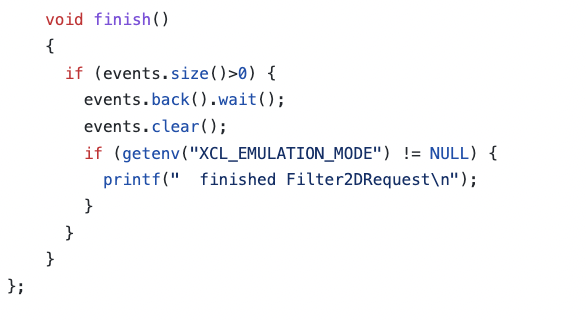 void finish()
    {
      if (events.size()>0) {
        events.back().wait();
        events.clear();
        if (getenv("XCL_EMULATION_MODE") != NULL) {
          printf("  finished Filter2DRequest\n");
        }
      }
    }
};